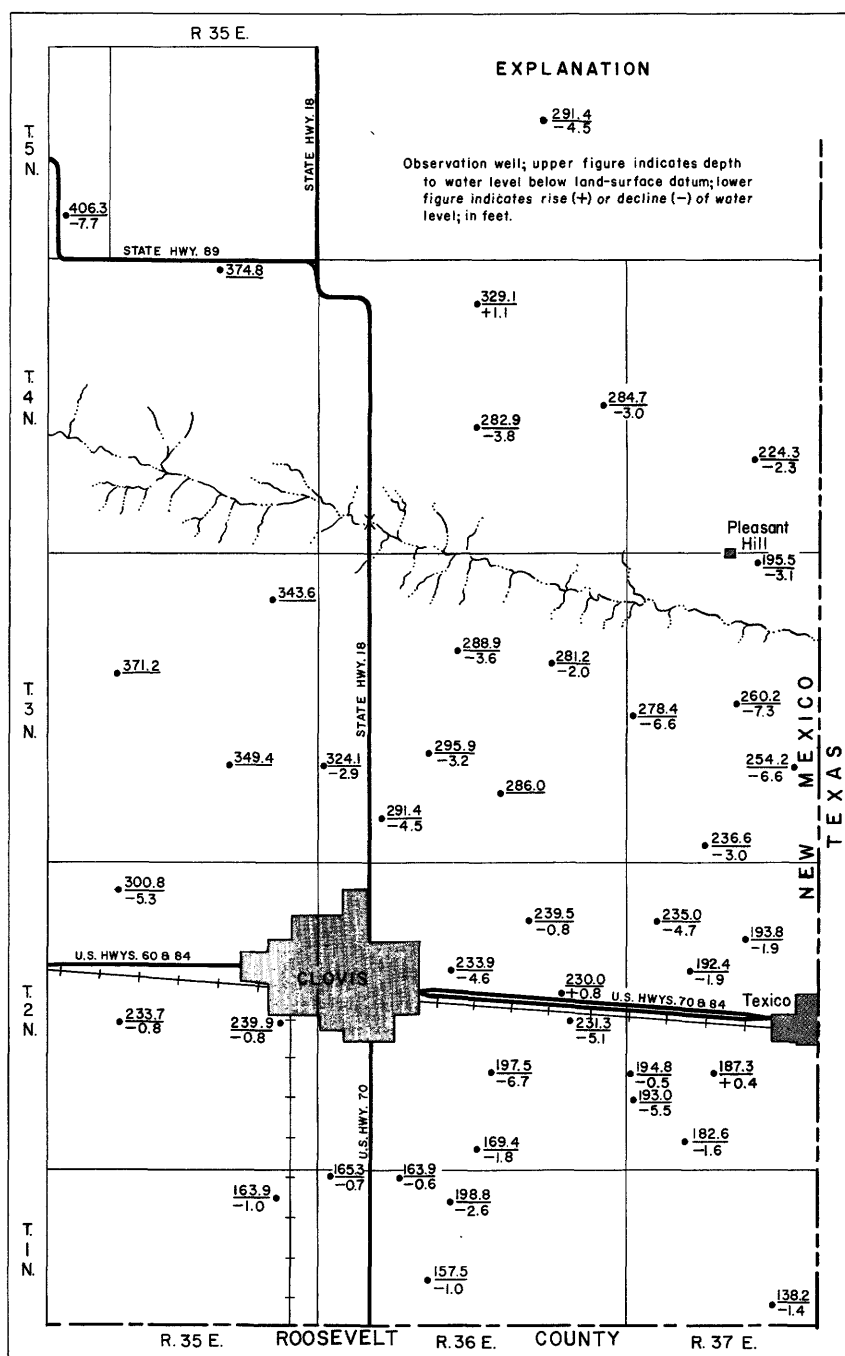 R 35 E.
EXPLANATION
291.4
-4.5
Observation well; upper figure indicates depth
to water level below land-surface datum; lower
figure indicates rise (+) or decline (-) of water
level; in feet.
T.
5
N.
STATE HWY. 18
406.3
-7.7
STATE HWY. 89
374.8
329.1
+1.1
T.
4
N.
284.7
-3.0
282.9
-3.8
224.3
-2.3
Pleasant
Hill
195.5
-3.1
343.6
288.9
-3.6
281.2
-2.0
371.2
T.
3
N.
STATE HWY. 18
260.2
-7.3
278.4
-6.6
NEW MEXICO
TEXAS
349.4
324.1
-2.9
295.9
-3.2
254.2
-6.6
286.0
291.4
-4.5
236.6
-3.0
300.8
-5.3
239.5
-0.8
235.0
-4.7
193.8
-1.9
U.S. HWYS. 60 & 84
CLOVIS
233.9
-4.6
192.4
-1.9
230.0
+0.8
U.S. HWYS. 70 & 84
Texico
T.
2
N.
233.7
-0.8
239.9
-0.8
231.3
-5.1
197.5
-6.7
194.8
-0.5
187.3
+0.4
193.0
-5.5
U.S. HWY. 70
182.6
-1.6
169.4
-1.8
165.3
-0.7
163.9
-0.6
163.9
-1.0
198.8
-2.6
T.
1
N.
157.5
-1.0
138.2
-1.4
R. 35 E.
ROOSEVELT
R. 36 E.
COUNTY
R. 37 E.